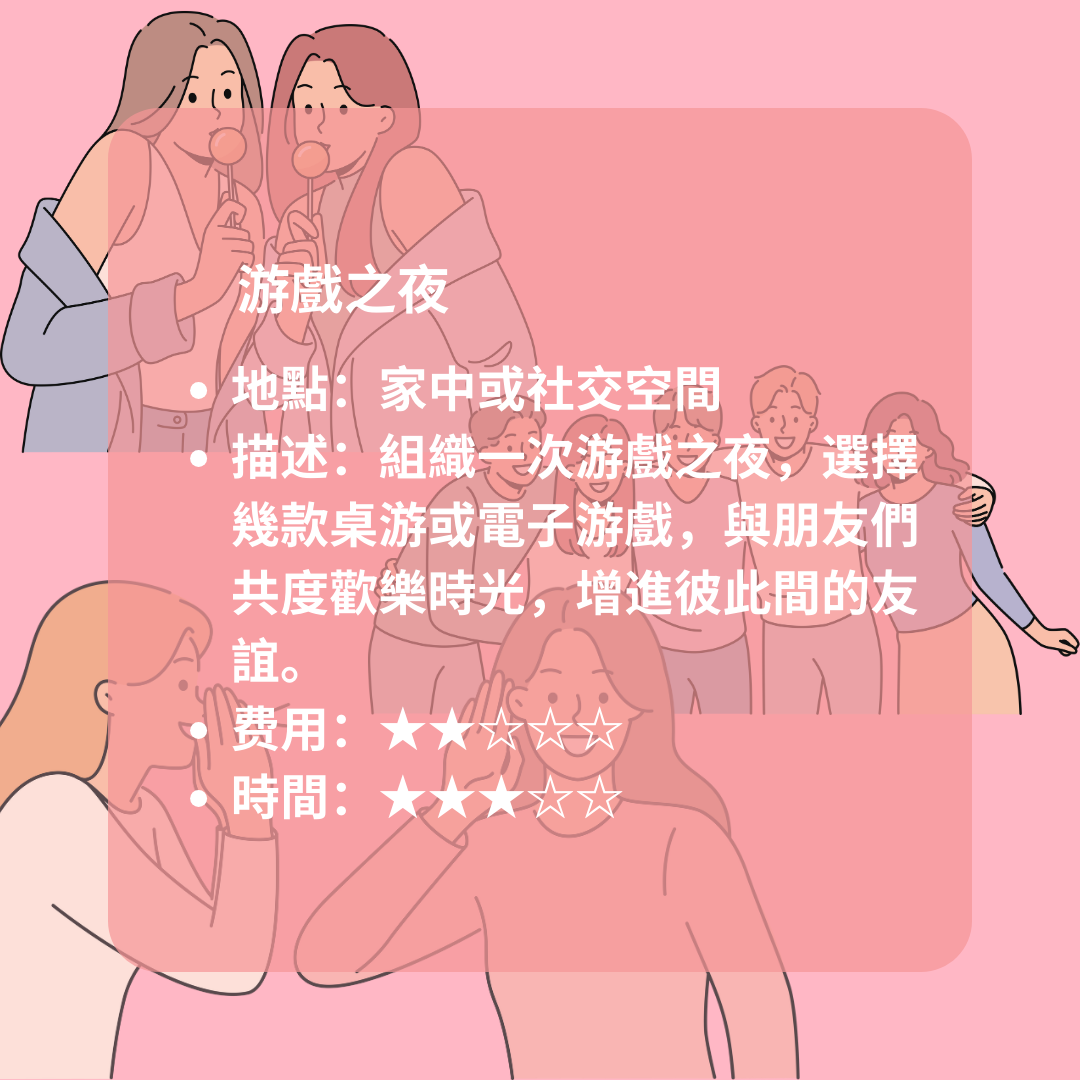 游戲之夜
• 地點：家中或社交空間
• 描述：組織一次游戲之夜，選擇
幾款桌游或電子游戲，與朋友們
共度歡樂時光，增進彼此間的友
誼。
• 费用：★★☆☆☆
• 時間：★★★☆☆